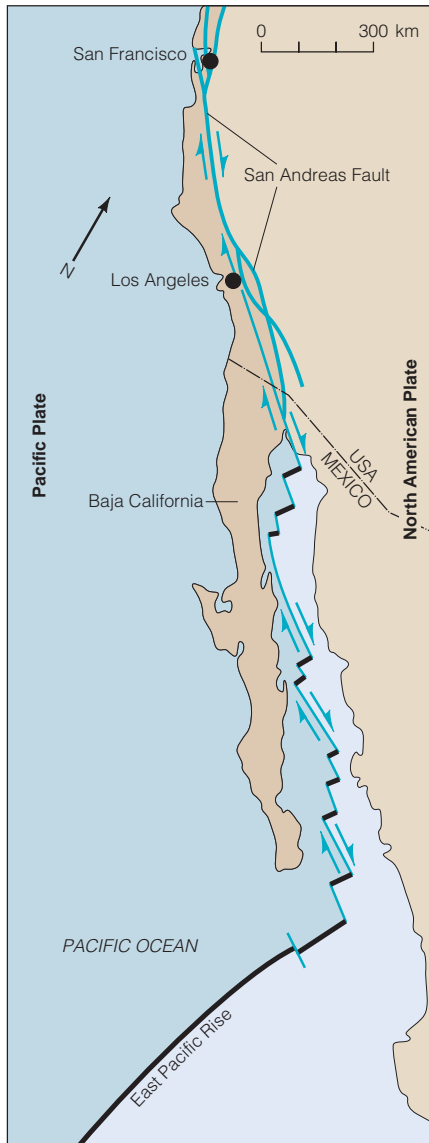 San Francisco
0 300 km
San Andreas Fault
N
Los Angeles
Pacific Plate
North American Plate
USA
MEXICO
Baja California
PACIFIC OCEAN
East Pacific Rise